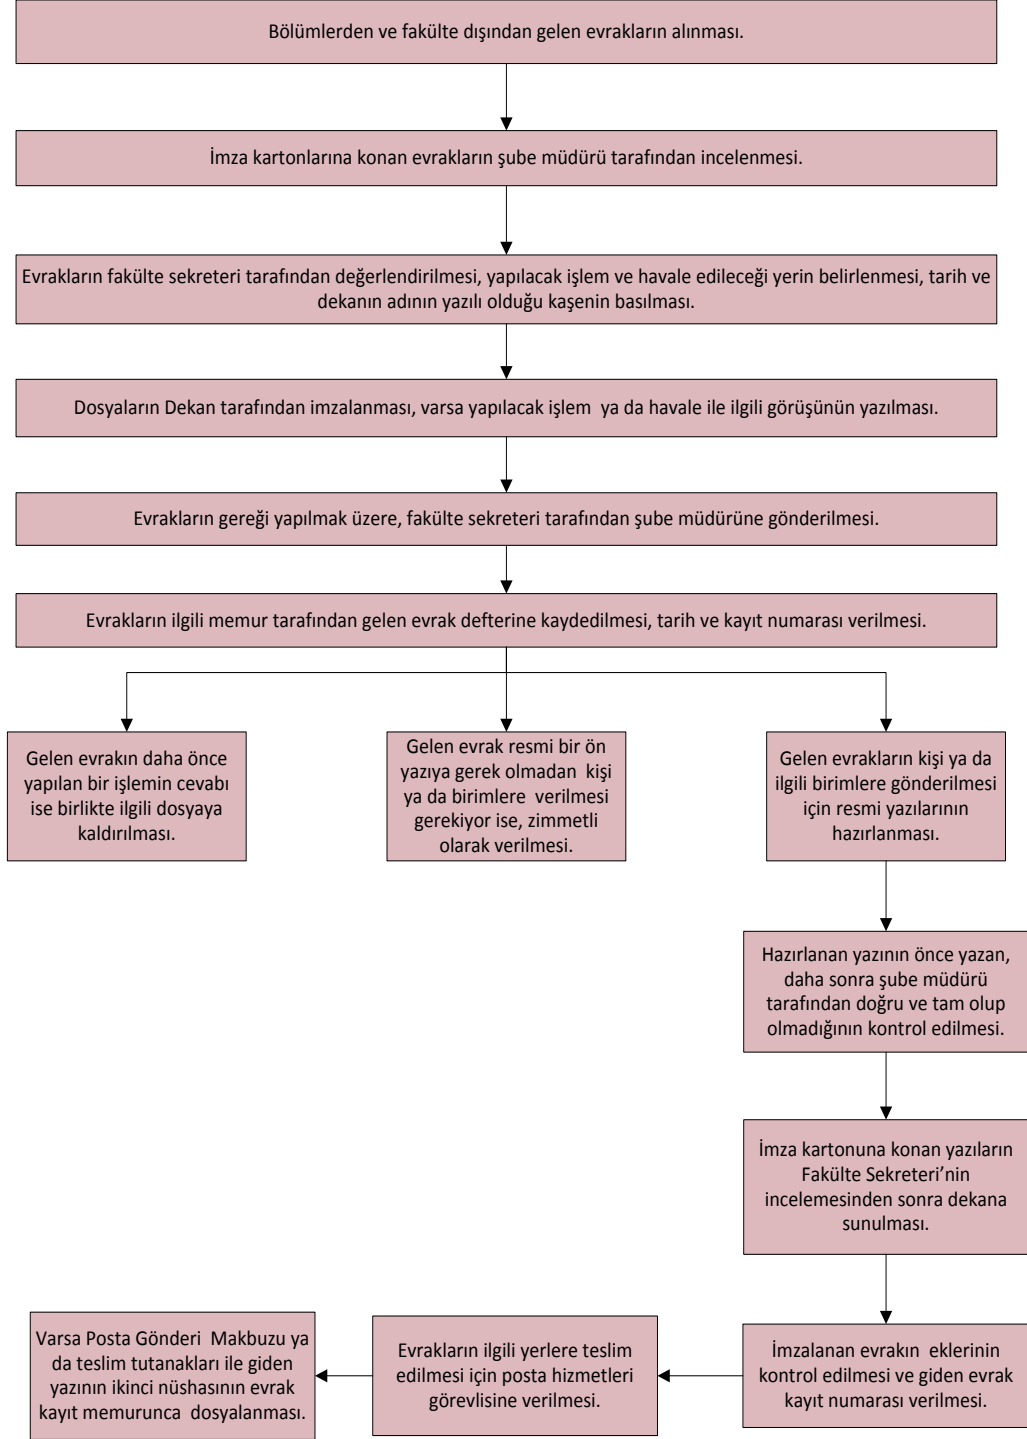 Bölümlerden ve fakülte dışından gelen evrakların alınması.
İmza kartonlarına konan evrakların şube müdürü tarafından incelenmesi.
Evrakların fakülte sekreteri tarafından değerlendirilmesi, yapılacak işlem ve havale edileceği yerin belirlenmesi, tarih ve
dekanın adının yazılı olduğu kaşenin basılması.
Dosyaların Dekan tarafından imzalanması, varsa yapılacak işlem ya da havale ile ilgili görüşünün yazılması.
Evrakların gereği yapılmak üzere, fakülte sekreteri tarafından şube müdürüne gönderilmesi.
Evrakların ilgili memur tarafından gelen evrak defterine kaydedilmesi, tarih ve kayıt numarası verilmesi.
Gelen evrakın daha önce
yapılan bir işlemin cevabı
ise birlikte ilgili dosyaya
kaldırılması.
Gelen evrak resmi bir ön
yazıya gerek olmadan kişi
ya da birimlere verilmesi
gerekiyor ise, zimmetli
olarak verilmesi.
Gelen evrakların kişi ya da
ilgili birimlere gönderilmesi
için resmi yazılarının
hazırlanması.
Hazırlanan yazının önce yazan,
daha sonra şube müdürü
tarafından doğru ve tam olup
olmadığının kontrol edilmesi.
İmza kartonuna konan yazıların
Fakülte Sekreteri’nin
incelemesinden sonra dekana
sunulması.
İmzalanan evrakın eklerinin
kontrol edilmesi ve giden evrak
kayıt numarası verilmesi.
Evrakların ilgili yerlere teslim
edilmesi için posta hizmetleri
görevlisine verilmesi.
Varsa Posta Gönderi Makbuzu ya
da teslim tutanakları ile giden
yazının ikinci nüshasının evrak
kayıt memurunca dosyalanması.